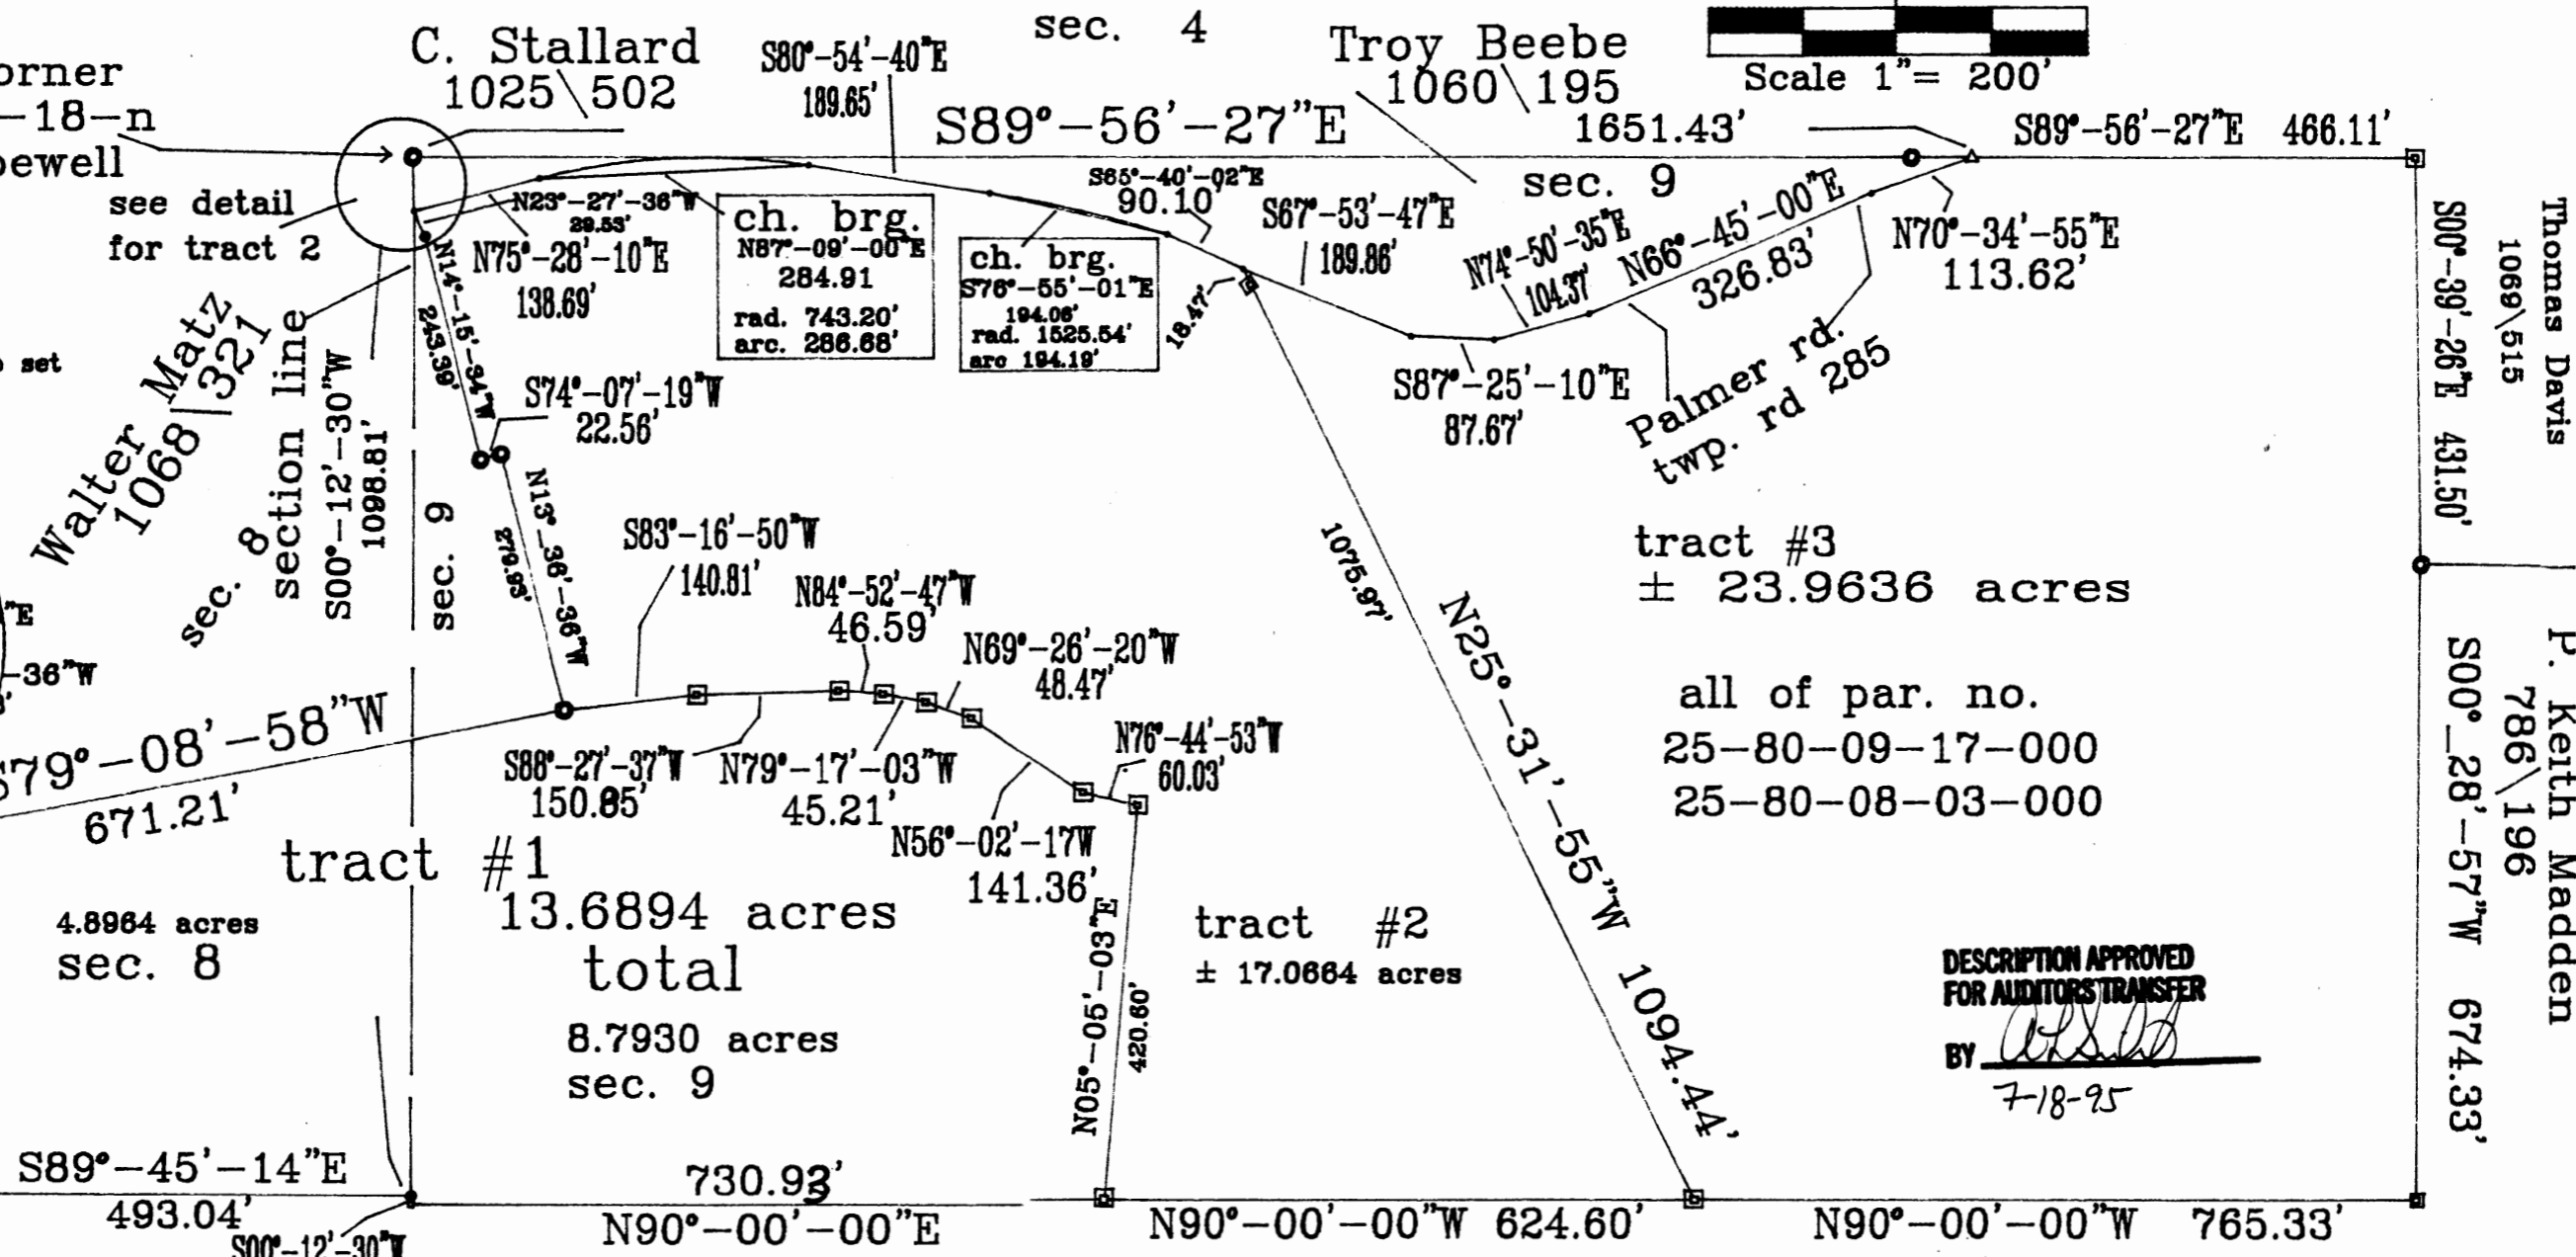 sec. 4
C. Stallard
1025\502
S80°-54'-40"E
189.65'
Troy Beebe
1060\195
Scale 1"= 200'
orner
-18-n
pewell
see detail
for tract 2
S89°-56'-27"E
1651.43'
S89°-56'-27"E 466.11'
sec. 9
N23°-27'-36"W
29.53'
N75°-28'-10"E
138.69'
ch. brg.
N87°-09'-00"E
284.91
rad. 743.20'
arc. 286.68'
ch. brg.
S76°-55'-01"E
194.06'
rad. 1525.54'
arc 194.19'
S65°-40'-02"E
90.10'
18.47'
S67°-53'-47"E
189.86'
N74°-50'-35"E
104.37'
N66°-45'-00"E
326.83'
N70°-34'-55"E
113.62'
S87°-25'-10"E
87.67'
Palmer rd.
twp. rd 285
Thomas Davis
1069\515
S00°-39'-26"E 431.50'
set
Walter Matz
1068|321
sec. 8
section line
S00°-12'-30"W
1098.81'
sec. 9
N14°-15'-34"W
243.39'
S74°-07'-19"W
22.56'
N13°-36'-36"W
279.93'
S83°-16'-50"W
140.81'
N84°-52'-47"W
46.59'
N69°-26'-20"W
48.47'
N76°-44'-53"W
60.03'
S88°-27'-37"W
150.85'
N79°-17'-03"W
45.21'
N56°-02'-17W
141.36'
1075.97'
N25°-31'-55"W 1094.44'
tract #3
± 23.9636 acres
all of par. no.
25-80-09-17-000
25-80-08-03-000
P. Keith Madden
786\196
S00°_28'-57"W 674.33'
"E
-36"W
S79°-08'-58"W
671.21'
tract #1
13.6894 acres
total
4.8964 acres
sec. 8
8.7930 acres
sec. 9
N05°-05'-03"E
420.60'
tract #2
± 17.0664 acres
DESCRIPTION APPROVED
FOR AUDITORS TRANSFER
BY
7-18-95
S89°-45'-14"E
493.04'
S00°-12'-30"W
730.93'
N90°-00'-00"E
N90°-00'-00"W 624.60'
N90°-00'-00"W 765.33'